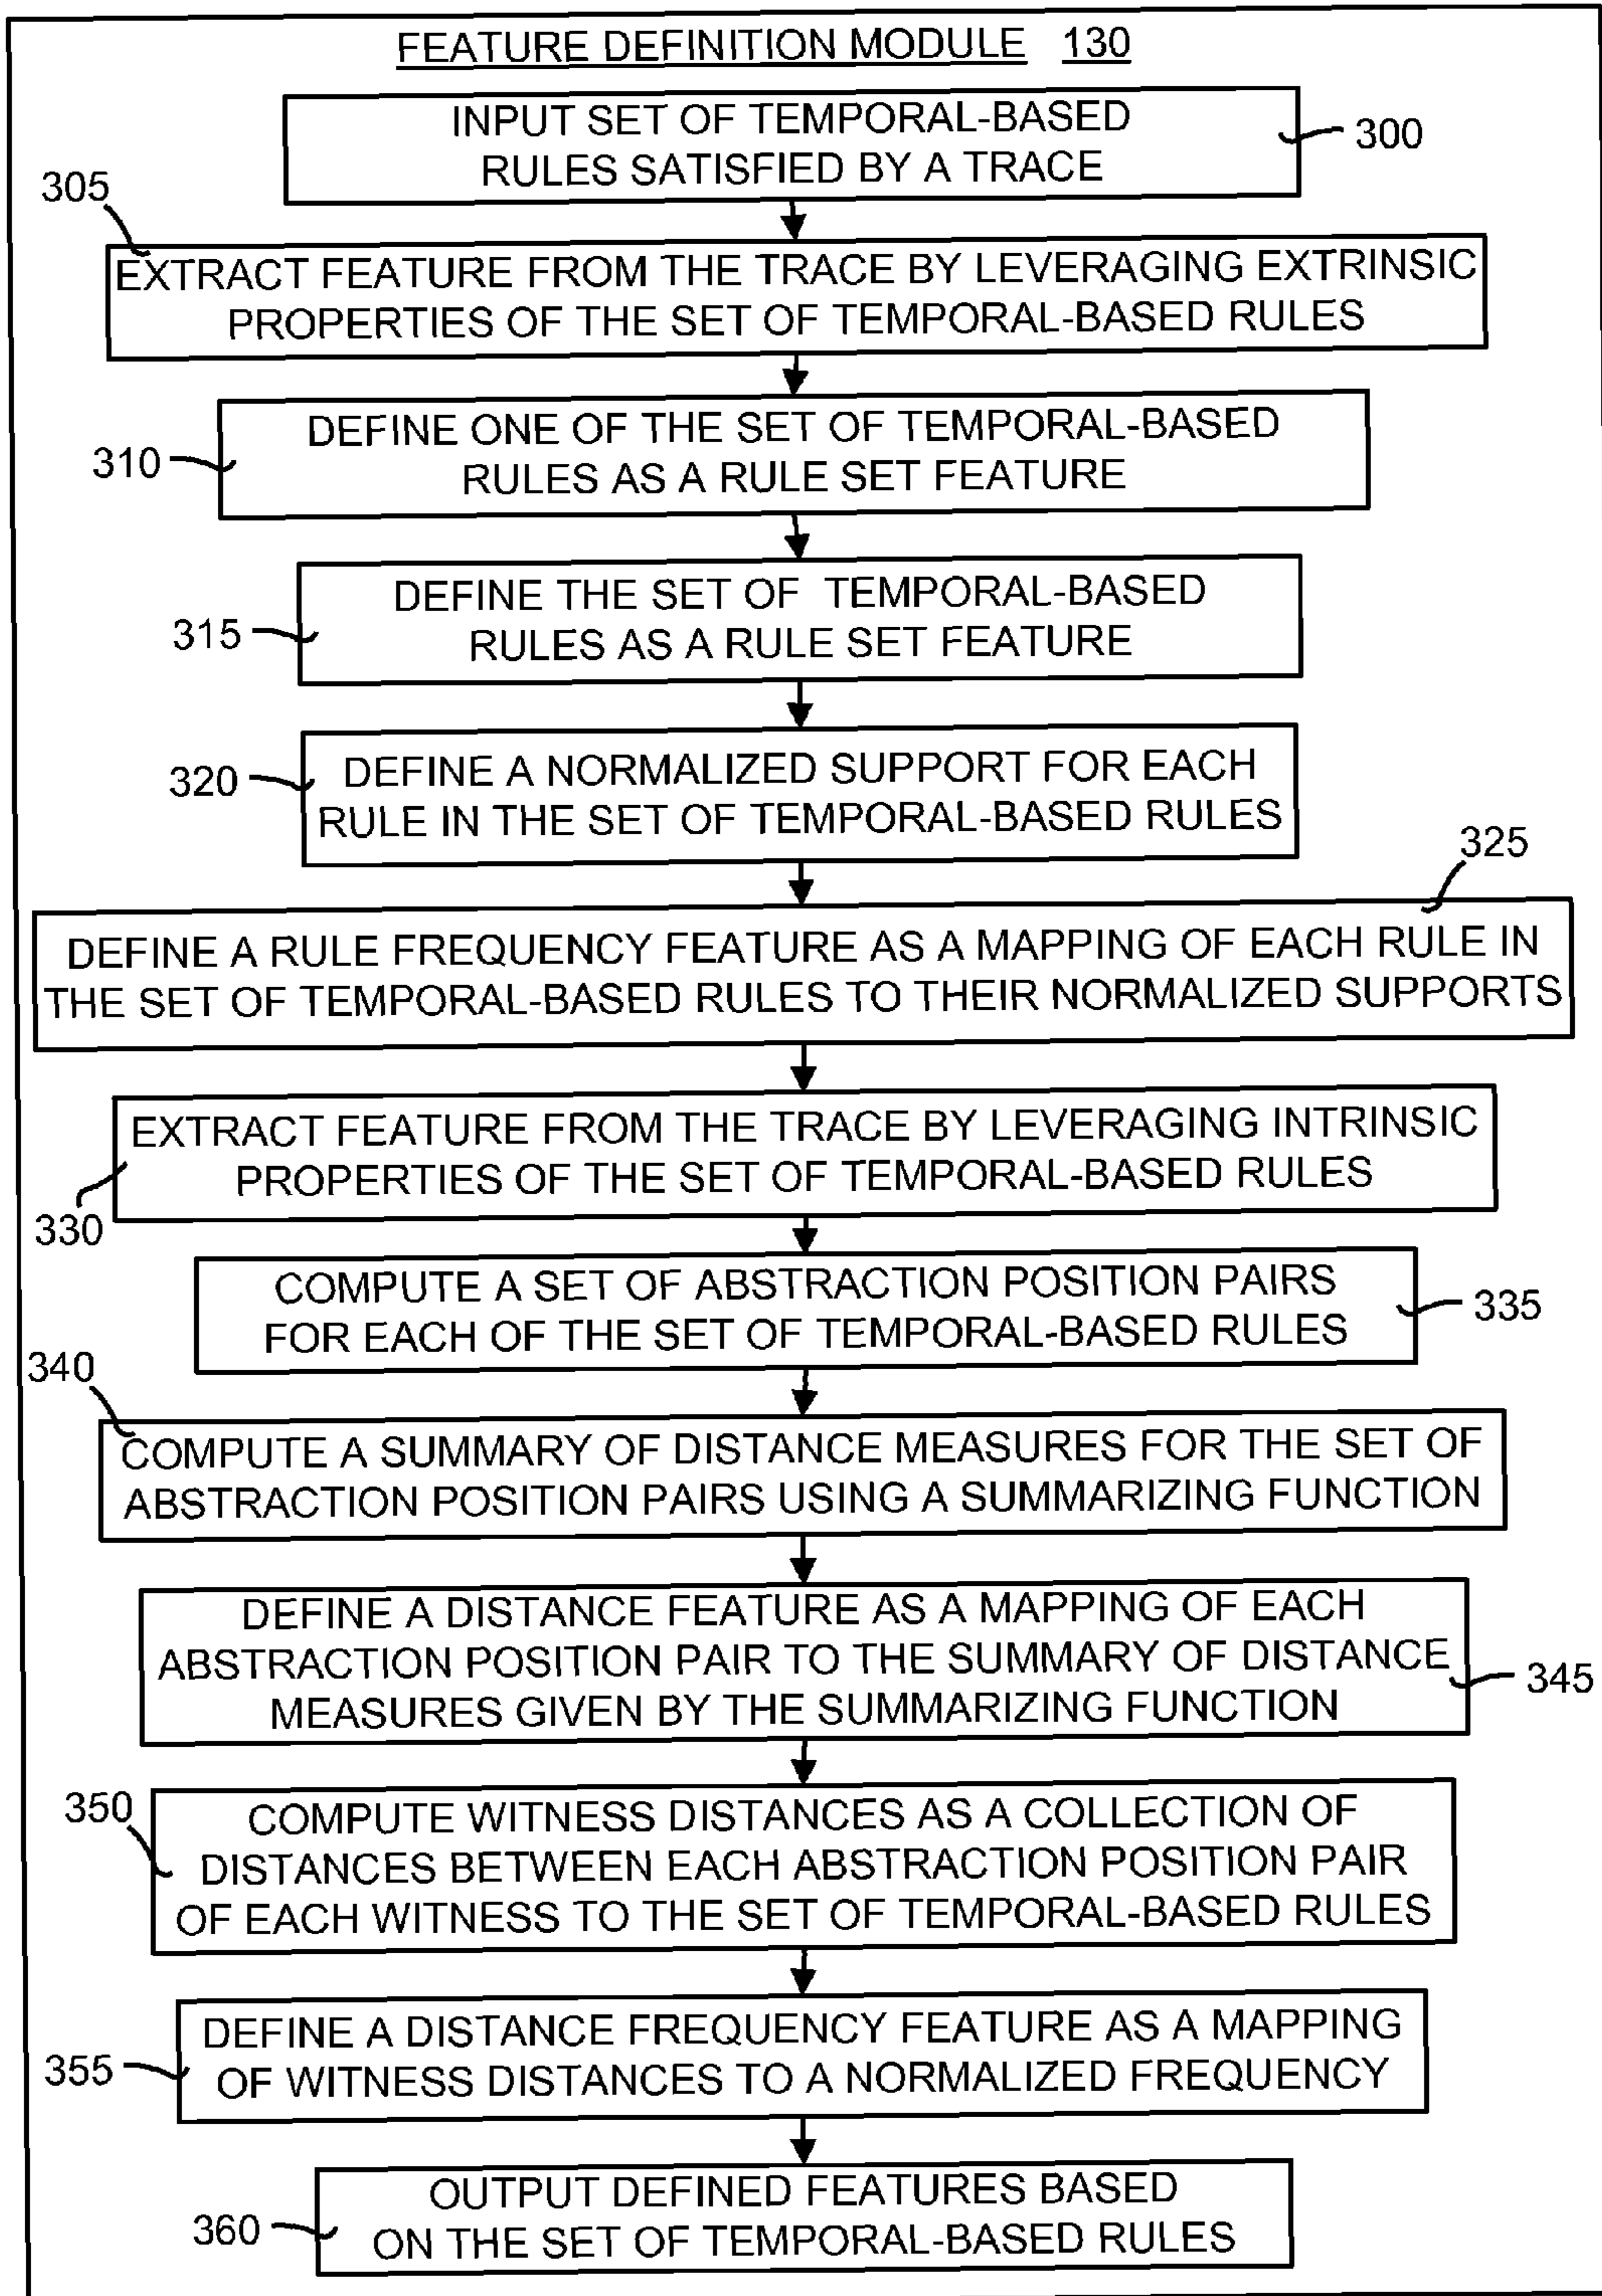 FEATURE DEFINITION MODULE 130
INPUT SET OF TEMPORAL-BASED
RULES SATISFIED BY A TRACE
300
305
EXTRACT FEATURE FROM THE TRACE BY LEVERAGING EXTRINSIC
PROPERTIES OF THE SET OF TEMPORAL-BASED RULES
DEFINE ONE OF THE SET OF TEMPORAL-BASED
RULES AS A RULE SET FEATURE
310
DEFINE THE SET OF TEMPORAL-BASED
RULES AS A RULE SET FEATURE
315
DEFINE A NORMALIZED SUPPORT FOR EACH
RULE IN THE SET OF TEMPORAL-BASED RULES
320
325
DEFINE A RULE FREQUENCY FEATURE AS A MAPPING OF EACH RULE IN
THE SET OF TEMPORAL-BASED RULES TO THEIR NORMALIZED SUPPORTS
EXTRACT FEATURE FROM THE TRACE BY LEVERAGING INTRINSIC
PROPERTIES OF THE SET OF TEMPORAL-BASED RULES
330
COMPUTE A SET OF ABSTRACTION POSITION PAIRS
FOR EACH OF THE SET OF TEMPORAL-BASED RULES
335
340
COMPUTE A SUMMARY OF DISTANCE MEASURES FOR THE SET OF
ABSTRACTION POSITION PAIRS USING A SUMMARIZING FUNCTION
DEFINE A DISTANCE FEATURE AS A MAPPING OF EACH
ABSTRACTION POSITION PAIR TO THE SUMMARY OF DISTANCE
MEASURES GIVEN BY THE SUMMARIZING FUNCTION
345
350
COMPUTE WITNESS DISTANCES AS A COLLECTION OF
DISTANCES BETWEEN EACH ABSTRACTION POSITION PAIR
OF EACH WITNESS TO THE SET OF TEMPORAL-BASED RULES
DEFINE A DISTANCE FREQUENCY FEATURE AS A MAPPING
OF WITNESS DISTANCES TO A NORMALIZED FREQUENCY
355
OUTPUT DEFINED FEATURES BASED
ON THE SET OF TEMPORAL-BASED RULES
360